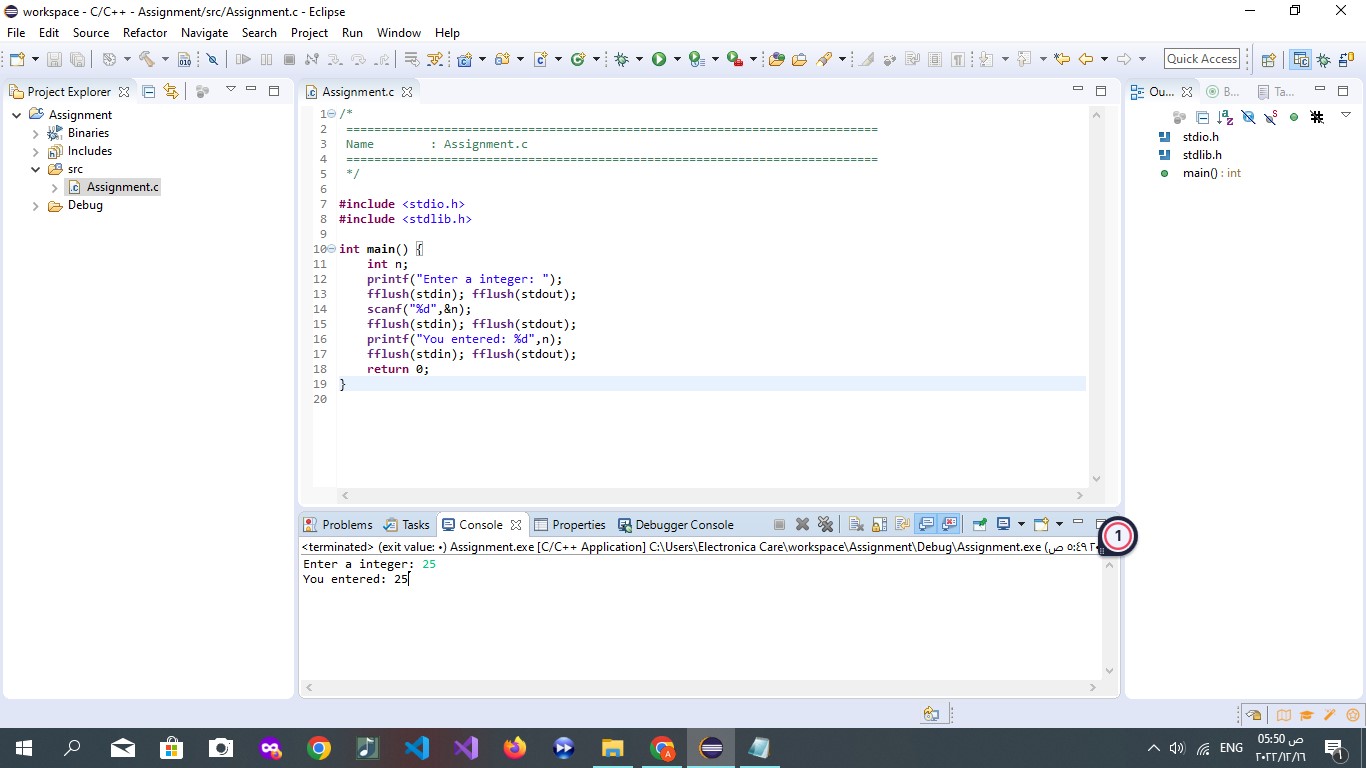 workspace - C/C++ - Assignment/src/Assignment.c - Eclipse
File Edit Source Refactor Navigate Search Project Run Window Help
Quick Access
Project Explorer
Assignment.c
Ou...
B...
Ta...
Assignment
Binaries
Includes
src
Assignment.c
Debug
1 /*
2 ============================================================================
3 Name        : Assignment.c
4 ============================================================================
5 */
6
7 #include <stdio.h>
8 #include <stdlib.h>
9
10 int main() {
11     int n;
12     printf("Enter a integer: ");
13     fflush(stdin); fflush(stdout);
14     scanf("%d",&n);
15     fflush(stdin); fflush(stdout);
16     printf("You entered: %d",n);
17     fflush(stdin); fflush(stdout);
18     return 0;
19 }
20
stdio.h
stdlib.h
main() : int
Problems Tasks Console Properties Debugger Console
1
<terminated> (exit value: ٠) Assignment.exe [C/C++ Application] C:\Users\Electronica Care\workspace\Assignment\Debug\Assignment.exe (ص ٥:٤٩
Enter a integer: 25
You entered: 25
ENG
05:50 ص
٢٠٢٢/١٢/١٦
1